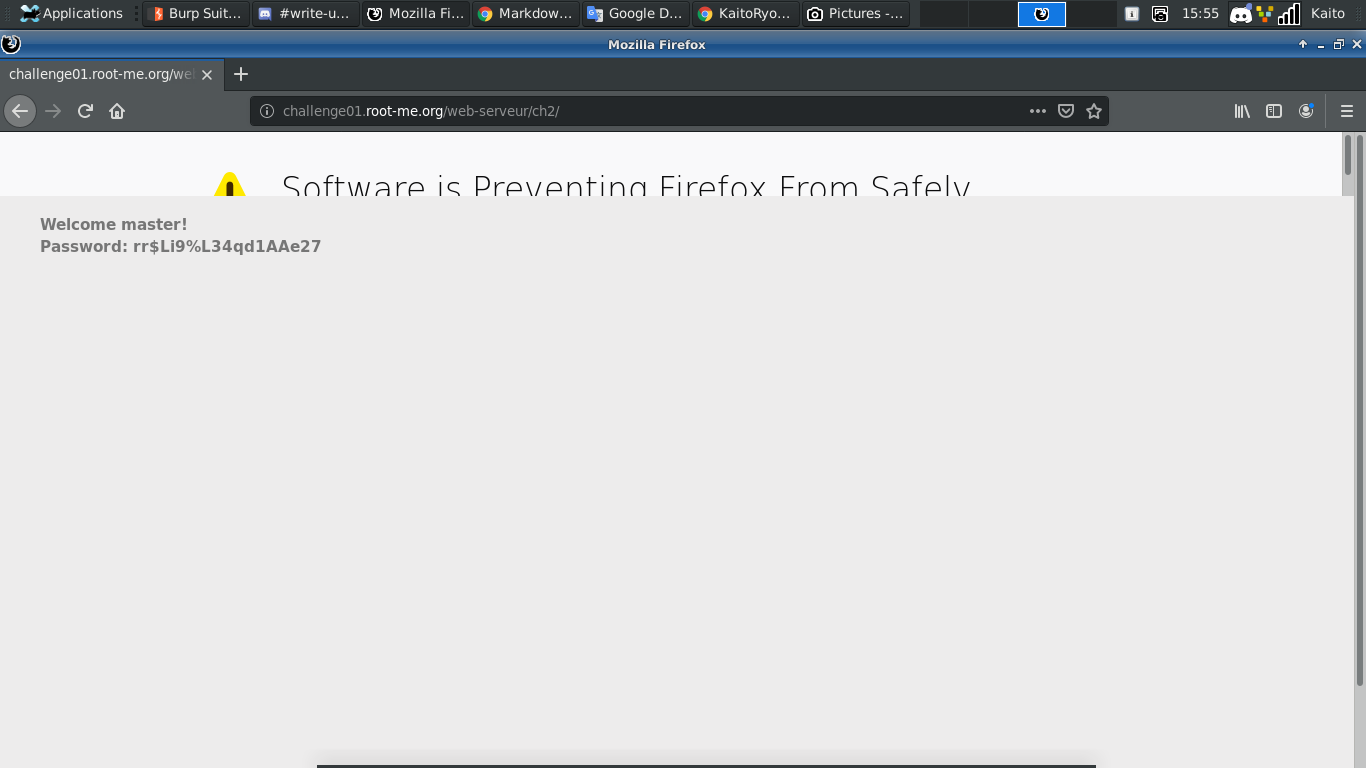 Applications Burp Suit... #write-u... Mozilla Fi... Markdow... Google D... KaitoRyo... Pictures -... 15:55 Kaito
Mozilla Firefox
challenge01.root-me.org/we
challenge01.root-me.org/web-serveur/ch2/
Software is Preventing Firefox From Safely
Welcome master!
Password: rr$Li9%L34qd1AAe27